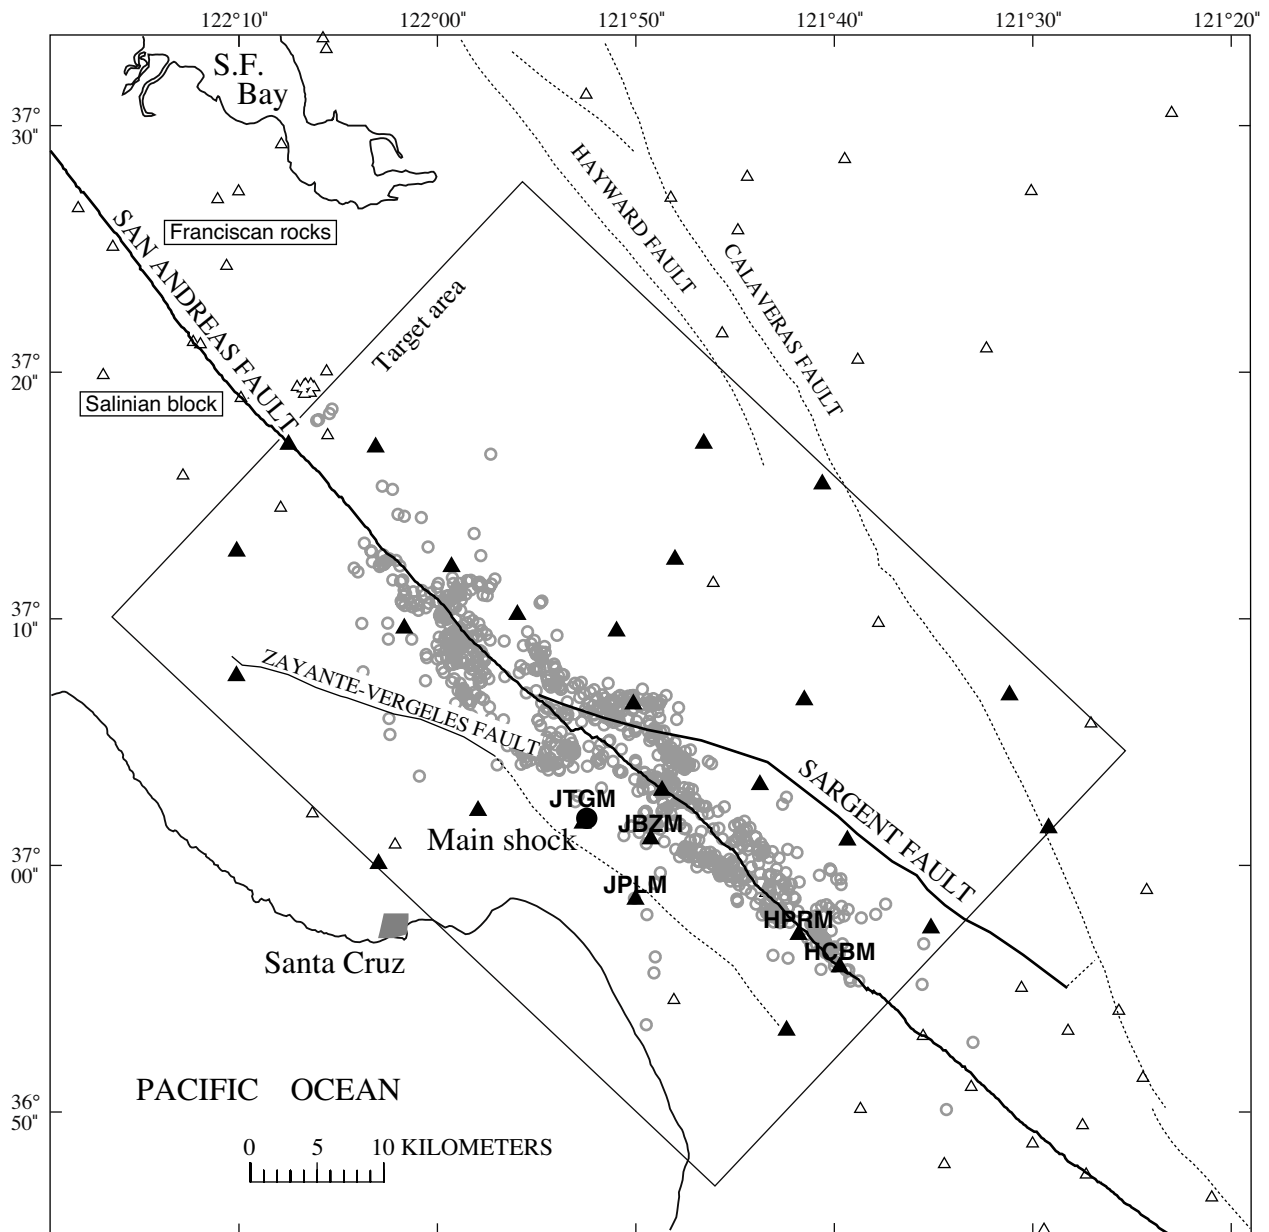 122°10"
122°00"
121°50"
121°40"
121°30"
121°20"
37°
30"
S.F.
Bay
HAYWARD FAULT
CALAVERAS FAULT
SAN ANDREAS FAULT
Franciscan rocks
Target area
37°
20"
Salinian block
37°
10"
ZAYANTE-VERGELES FAULT
SARGENT FAULT
JTGM
Main shock
JBZM
37°
00"
JPLM
HPRM
HCBM
Santa Cruz
PACIFIC OCEAN
36°
50"
0 5 10 KILOMETERS